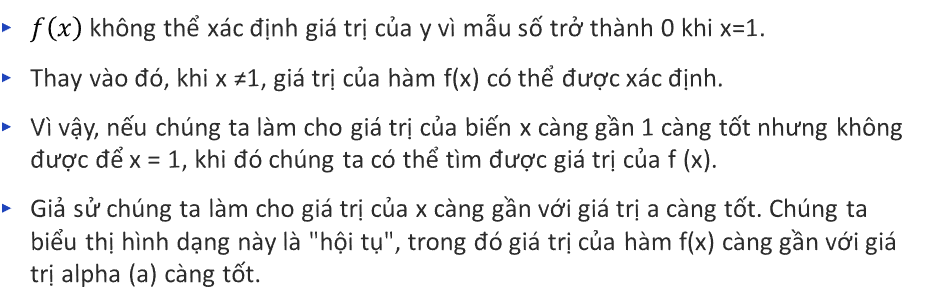 ▸ f(x) không thể xác định giá trị của y vì mẫu số trở thành 0 khi x=1.
▸ Thay vào đó, khi x ≠1, giá trị của hàm f(x) có thể được xác định.
▸ Vì vậy, nếu chúng ta làm cho giá trị của biến x càng gần 1 càng tốt nhưng không
được để x = 1, khi đó chúng ta có thể tìm được giá trị của f (x).
▸ Giả sử chúng ta làm cho giá trị của x càng gần với giá trị a càng tốt. Chúng ta
biểu thị hình dạng này là "hội tụ", trong đó giá trị của hàm f(x) càng gần với giá
trị alpha (a) càng tốt.